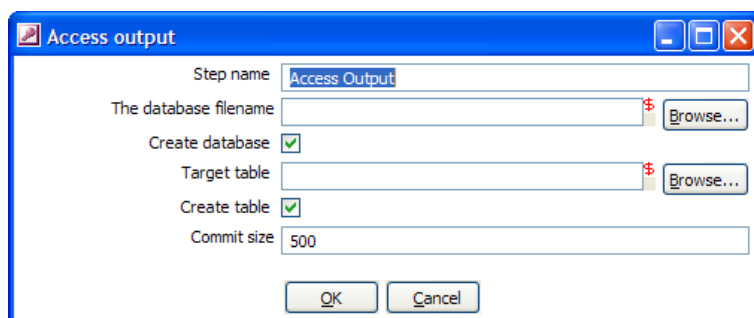 Access output
Step name Access Output
The database filename $ Browse...
Create database
Target table $ Browse...
Create table
Commit size 500
OK Cancel